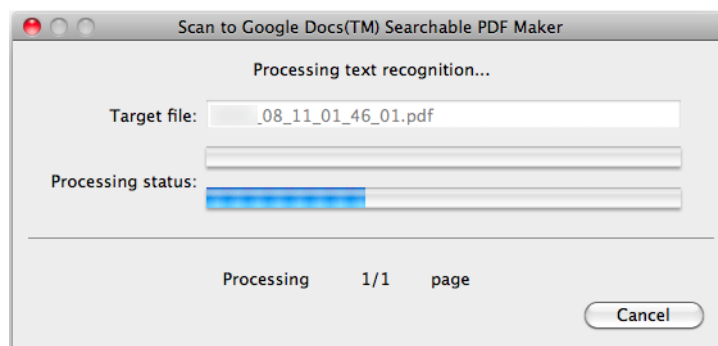 Scan to Google Docs(TM) Searchable PDF Maker
Processing text recognition...
Target file: _08_11_01_46_01.pdf
Processing status:
Processing 1/1 page
Cancel